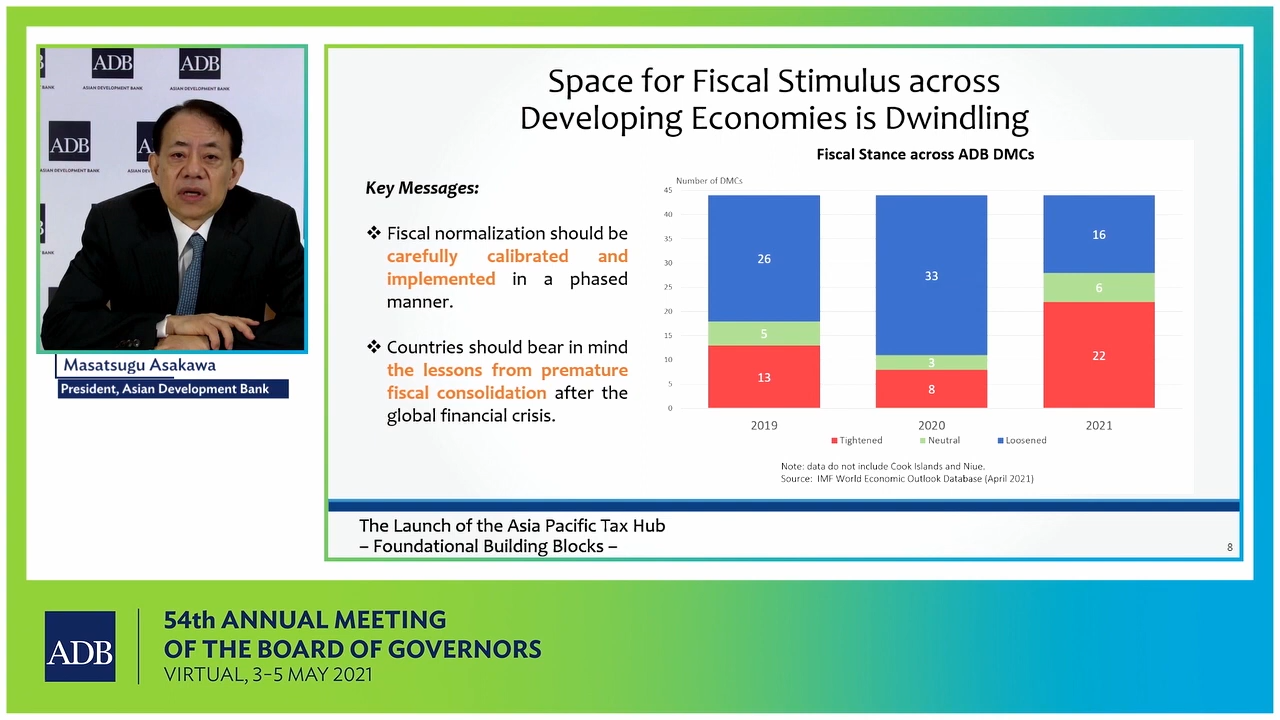 ADB
ASIAN DEVELOPMENT BANK
ADB
ASIAN DEVELOPMENT BANK
ADB
ASIAN DEVELOPMENT BANK
Masatsugu Asakawa
President, Asian Development Bank
Space for Fiscal Stimulus across
Developing Economies is Dwindling
Key Messages:
❖ Fiscal normalization should be
carefully calibrated and
implemented in a phased
manner.
❖ Countries should bear in mind
the lessons from premature
fiscal consolidation after the
global financial crisis.
Fiscal Stance across ADB DMCs
Number of DMCs
45
40
35
30
25
20
15
10
5
0
26
5
13
33
3
8
16
6
22
2019 2020 2021
Tightened Neutral Loosened
Note: data do not include Cook Islands and Niue.
Source: IMF World Economic Outlook Database (April 2021)
The Launch of the Asia Pacific Tax Hub
– Foundational Building Blocks –
8
ADB
54th ANNUAL MEETING
OF THE BOARD OF GOVERNORS
VIRTUAL, 3–5 MAY 2021